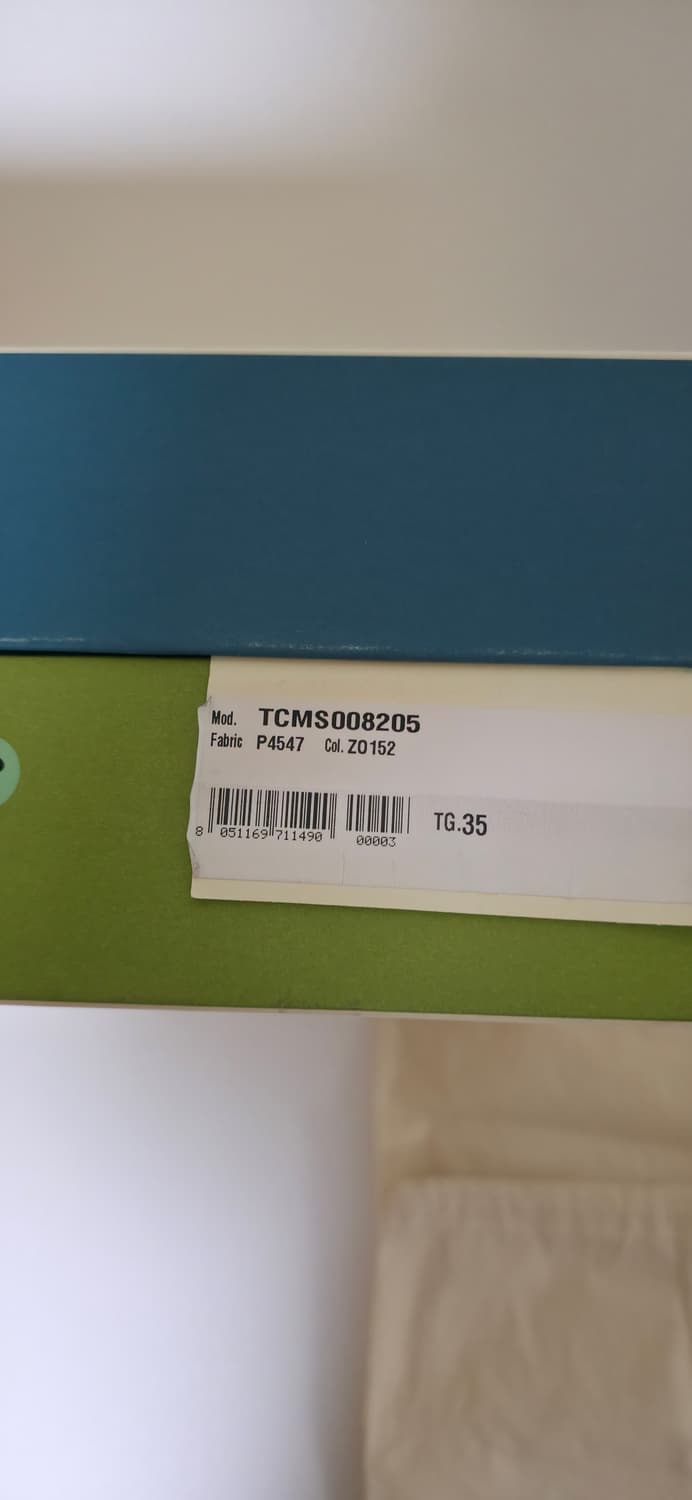 Mod. TCMS008205
Fabric P4547 Col. Z0152
8 051169 711490 00003
TG.35